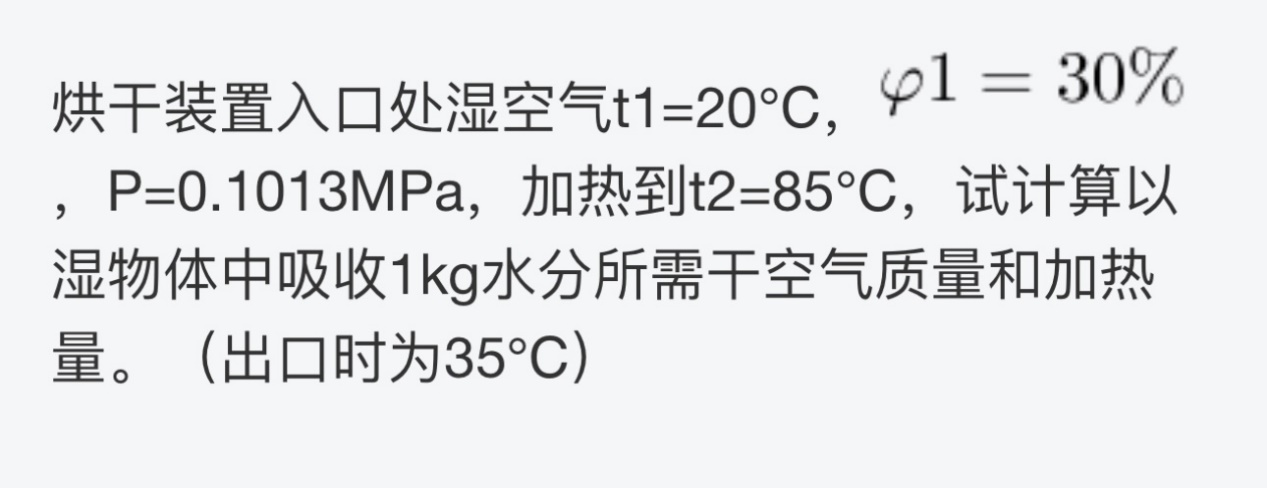 烘干装置入口处湿空气t1=20°C, φ1 = 30%
，P=0.1013MPa，加热到t2=85°C，试计算以
湿物体中吸收1kg水分所需干空气质量和加热
量。（出口时为35°C）